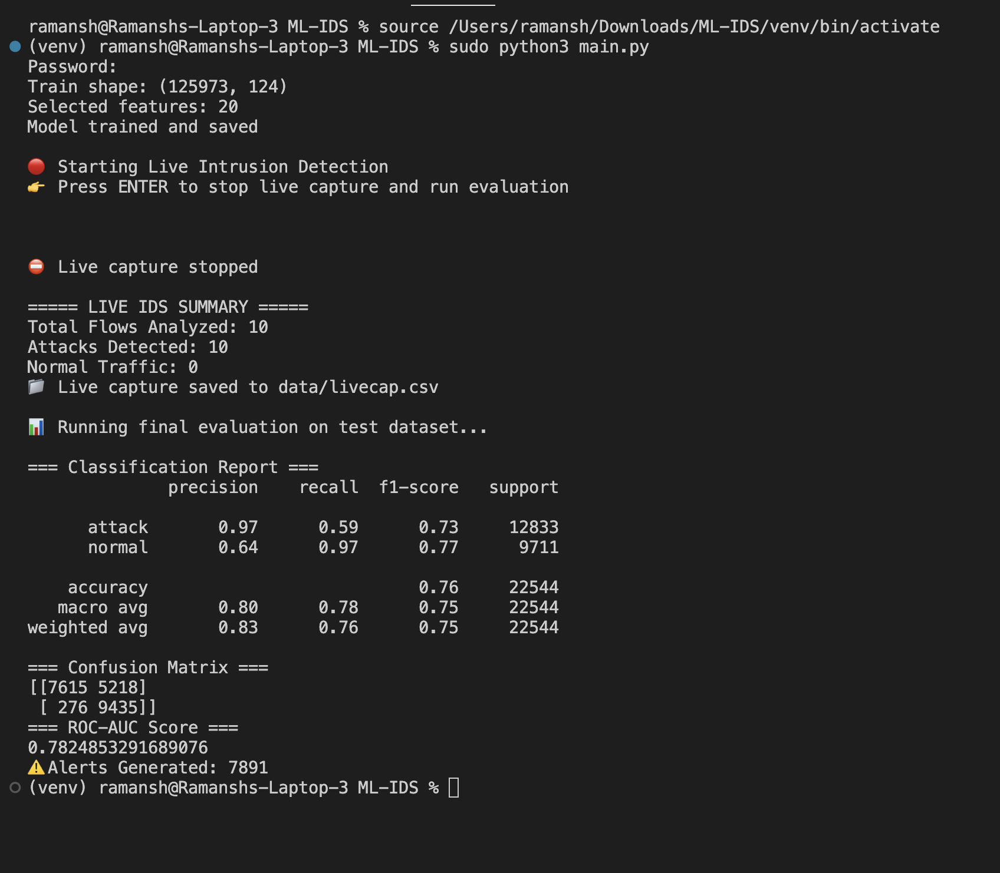 ramansh@Ramanshs-Laptop-3 ML-IDS % source /Users/ramansh/Downloads/ML-IDS/venv/bin/activate
(venv) ramansh@Ramanshs-Laptop-3 ML-IDS % sudo python3 main.py
Password:
Train shape: (125973, 124)
Selected features: 20
Model trained and saved
🔴 Starting Live Intrusion Detection
👉 Press ENTER to stop live capture and run evaluation
⛔ Live capture stopped
===== LIVE IDS SUMMARY =====
Total Flows Analyzed: 10
Attacks Detected: 10
Normal Traffic: 0
📁 Live capture saved to data/livecap.csv
📊 Running final evaluation on test dataset...
=== Classification Report ===
precision    recall  f1-score   support
attack       0.97      0.59      0.73     12833
normal       0.64      0.97      0.77      9711
accuracy                           0.76     22544
macro avg       0.80      0.78      0.75     22544
weighted avg       0.83      0.76      0.75     22544
=== Confusion Matrix ===
[[7615 5218]
[ 276 9435]]
=== ROC-AUC Score ===
0.7824853291689076
⚠️Alerts Generated: 7891
(venv) ramansh@Ramanshs-Laptop-3 ML-IDS %